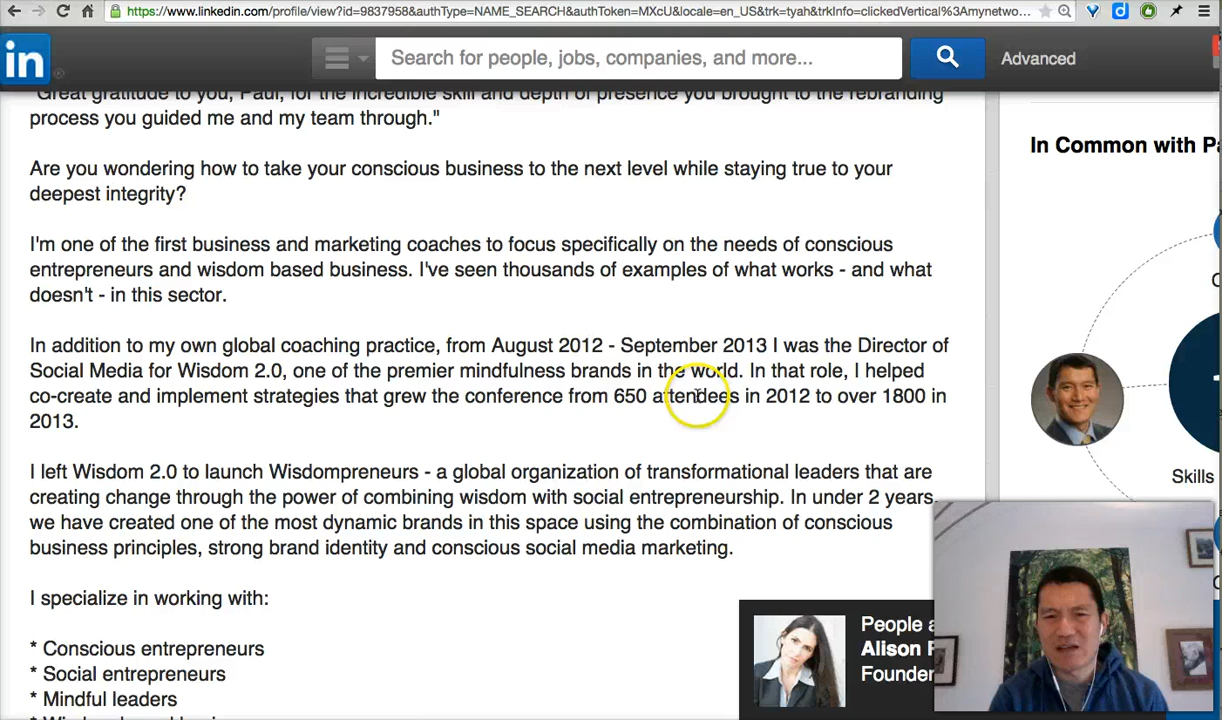 https://www.linkedin.com/profile/view?id=9837958&authType=NAME_SEARCH&authToken=MXcU&locale=en_US&trk=tyah&trkInfo=clickedVertical%3Amynetwo...
in
Search for people, jobs, companies, and more...
Advanced
"Great gratitude to you, Paul, for the incredible skill and depth of presence you brought to the rebranding
process you guided me and my team through."
Are you wondering how to take your conscious business to the next level while staying true to your
deepest integrity?
I'm one of the first business and marketing coaches to focus specifically on the needs of conscious
entrepreneurs and wisdom based business. I've seen thousands of examples of what works - and what
doesn't - in this sector.
In addition to my own global coaching practice, from August 2012 - September 2013 I was the Director of
Social Media for Wisdom 2.0, one of the premier mindfulness brands in the world. In that role, I helped
co-create and implement strategies that grew the conference from 650 attendees in 2012 to over 1800 in
2013.
I left Wisdom 2.0 to launch Wisdompreneurs - a global organization of transformational leaders that are
creating change through the power of combining wisdom with social entrepreneurship. In under 2 years,
we have created one of the most dynamic brands in this space using the combination of conscious
business principles, strong brand identity and conscious social media marketing.
I specialize in working with:
* Conscious entrepreneurs
* Social entrepreneurs
* Mindful leaders
In Common with P
Skills
People a
Alison
Founder